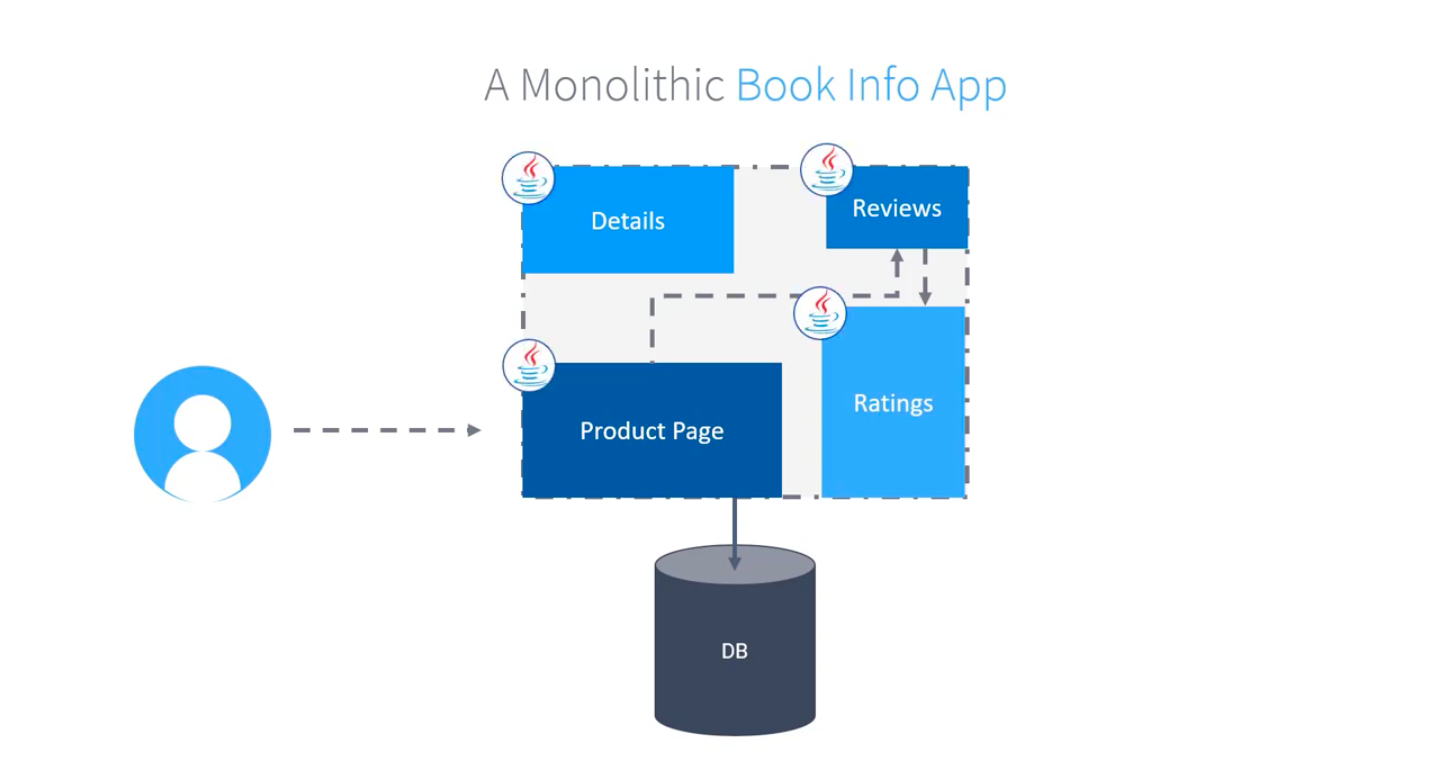 A Monolithic Book Info App
Details
Reviews
Ratings
Product Page
DB